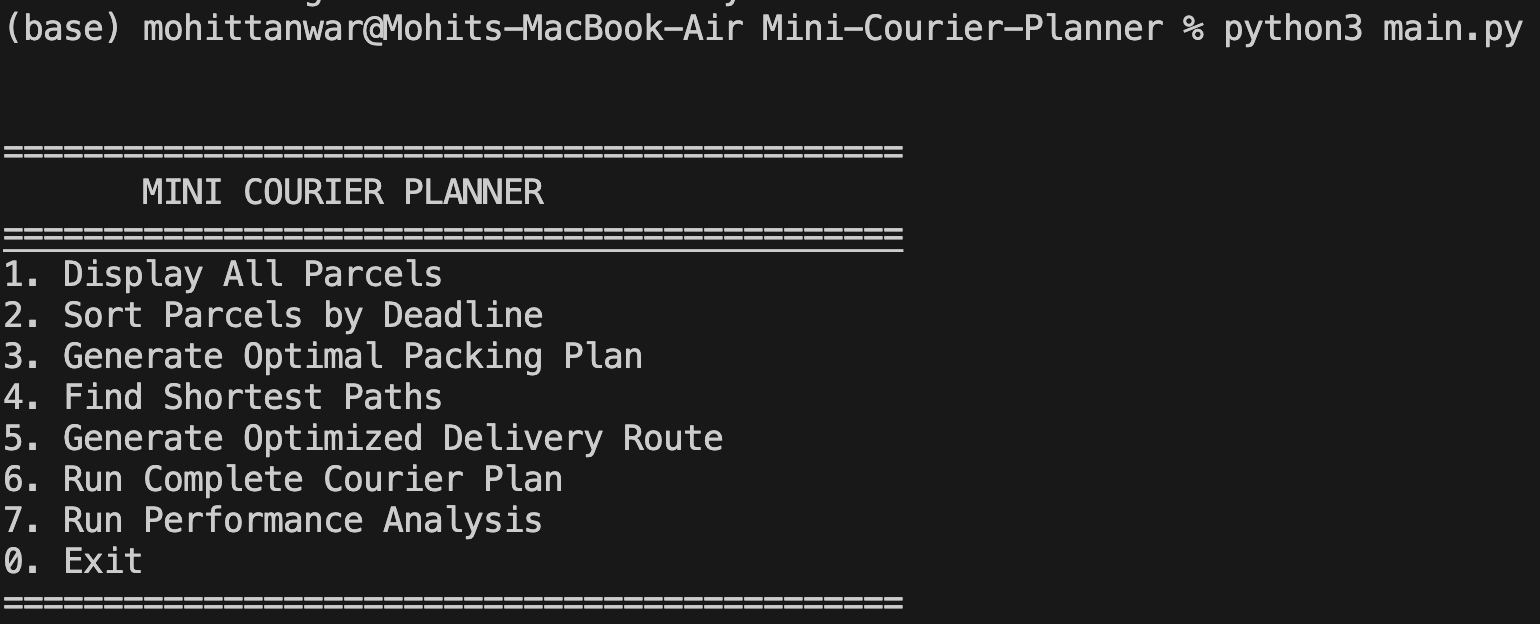 (base) mohittanwar@Mohits-MacBook-Air Mini-Courier-Planner % python3 main.py
=============================================
       MINI COURIER PLANNER
=============================================
1. Display All Parcels
2. Sort Parcels by Deadline
3. Generate Optimal Packing Plan
4. Find Shortest Paths
5. Generate Optimized Delivery Route
6. Run Complete Courier Plan
7. Run Performance Analysis
0. Exit
=============================================